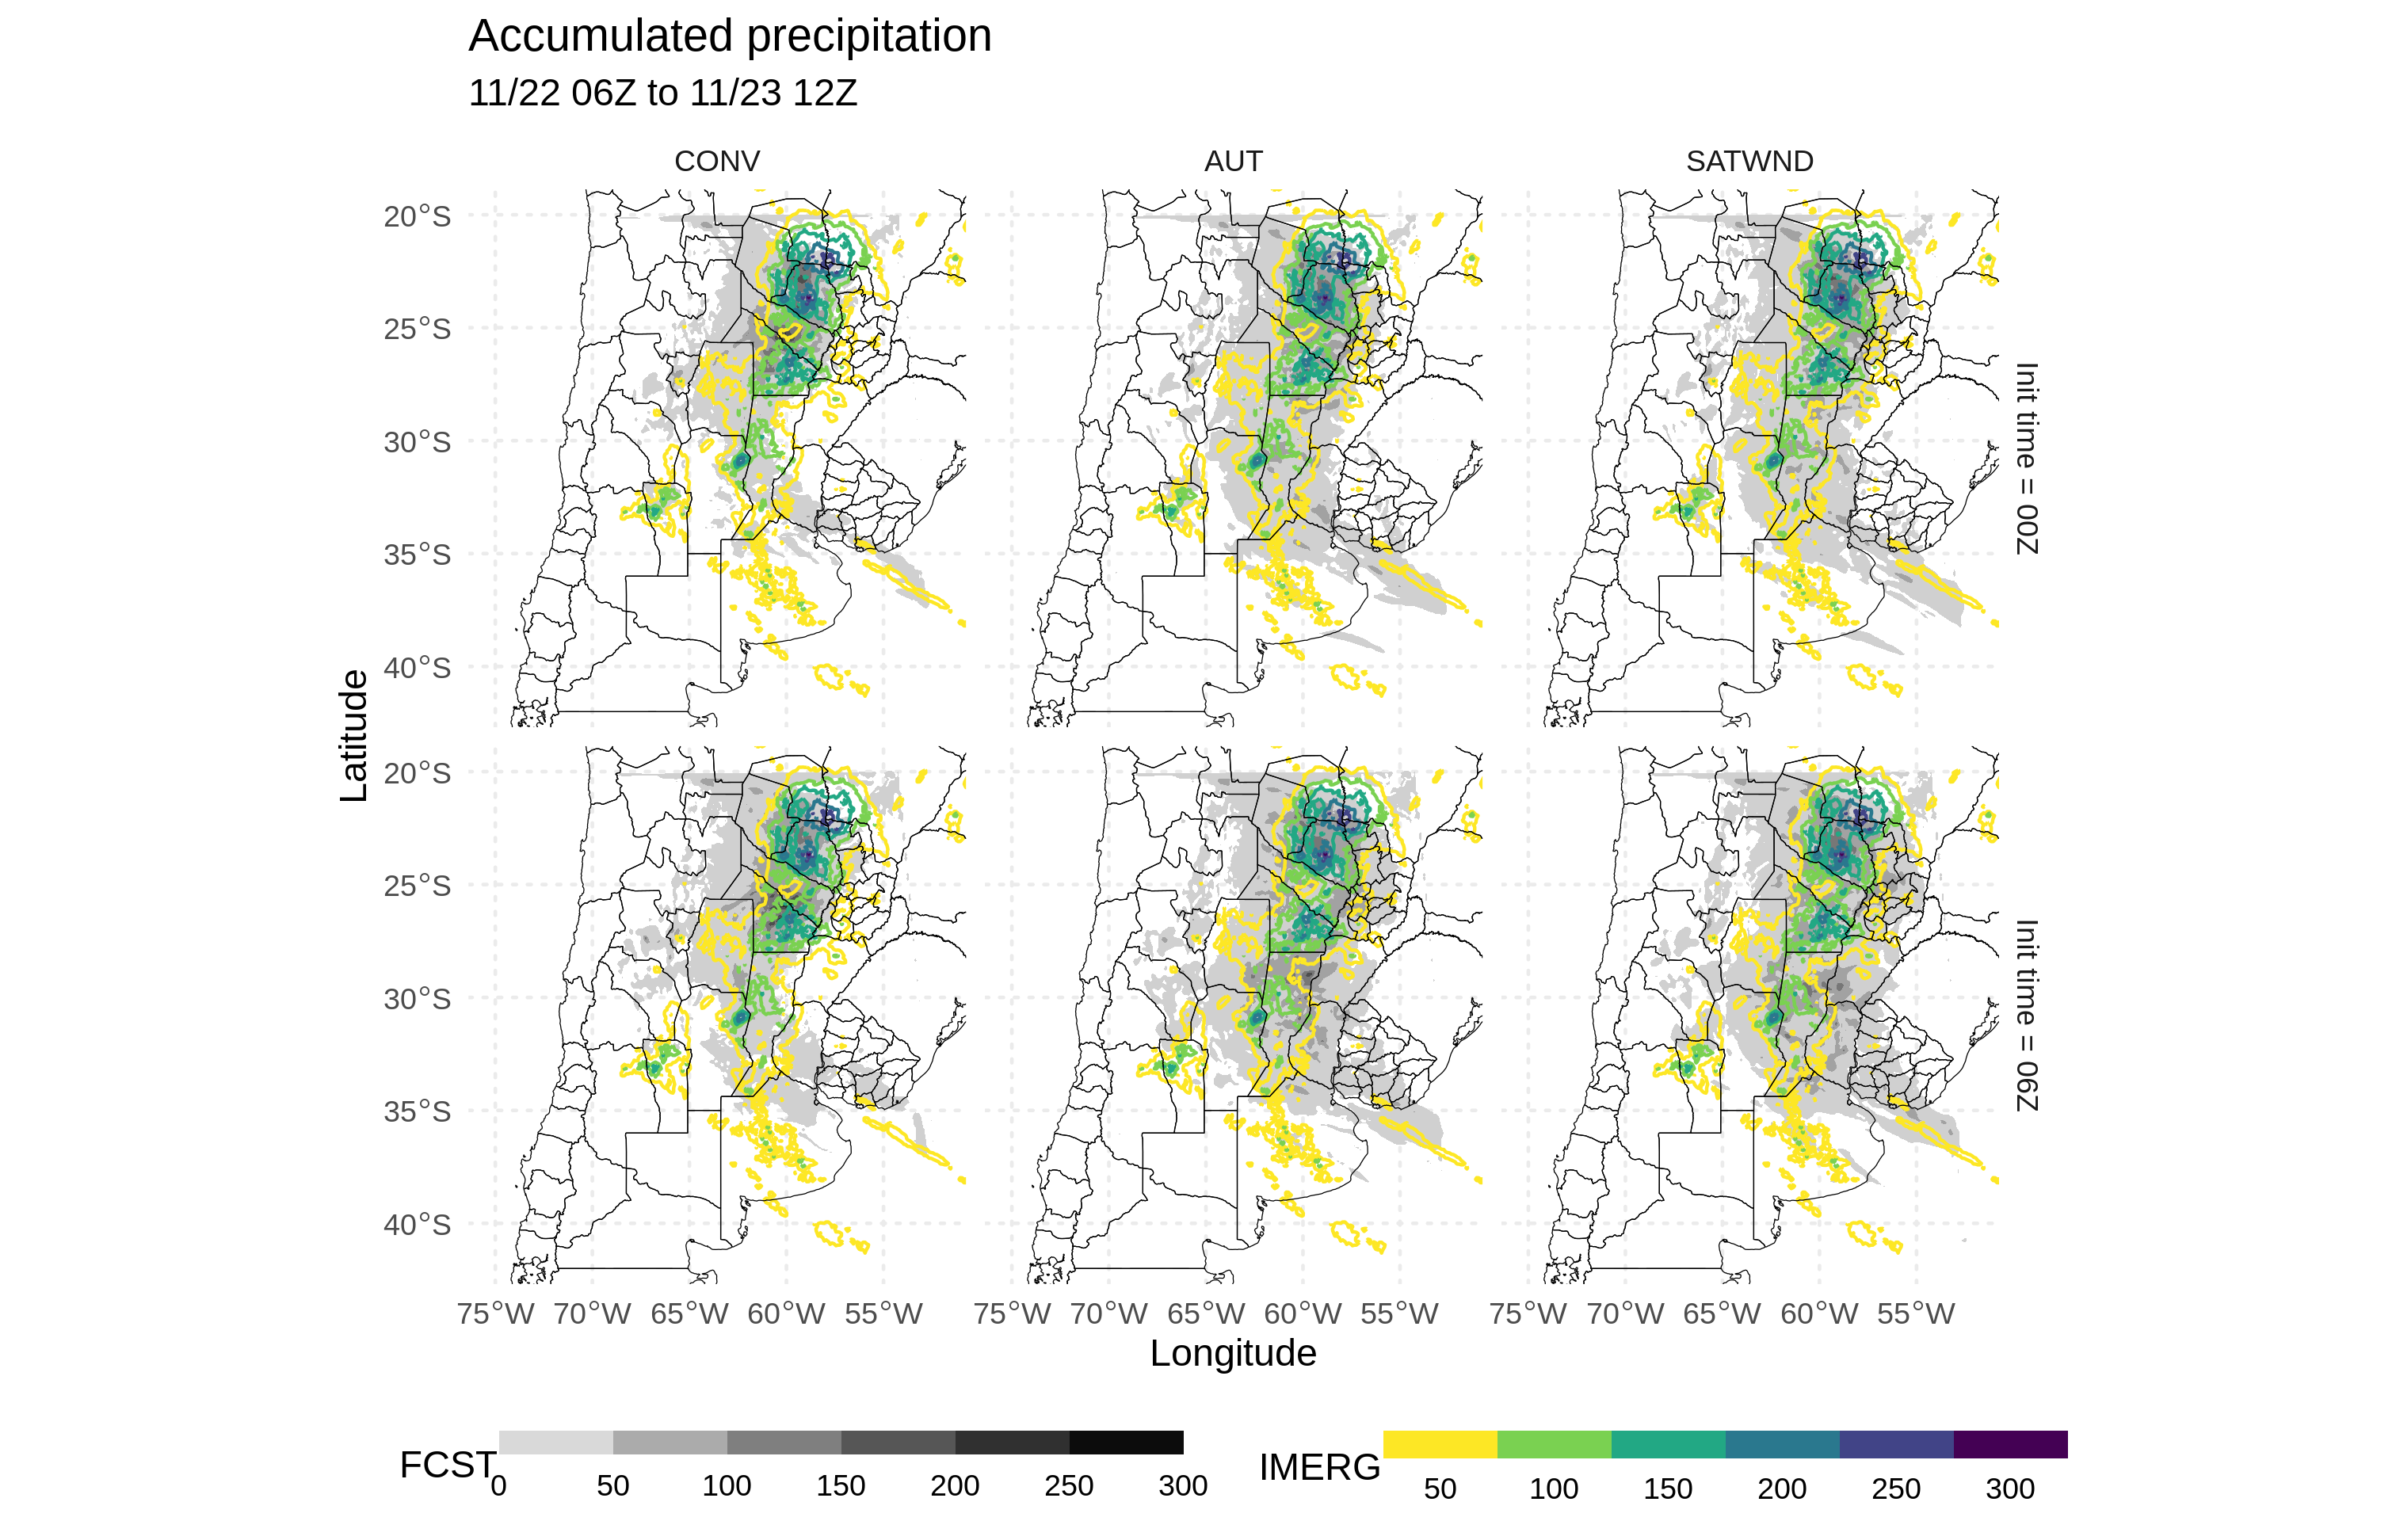 Accumulated precipitation
11/22 06Z to 11/23 12Z
CONV
AUT
SATWND
20°S
25°S
30°S
35°S
40°S
Init time = 00Z
Latitude
20°S
25°S
30°S
35°S
40°S
Init time = 06Z
75°W 70°W 65°W 60°W 55°W
75°W 70°W 65°W 60°W 55°W
75°W 70°W 65°W 60°W 55°W
Longitude
FCST
0 50 100 150 200 250 300
IMERG
50 100 150 200 250 300